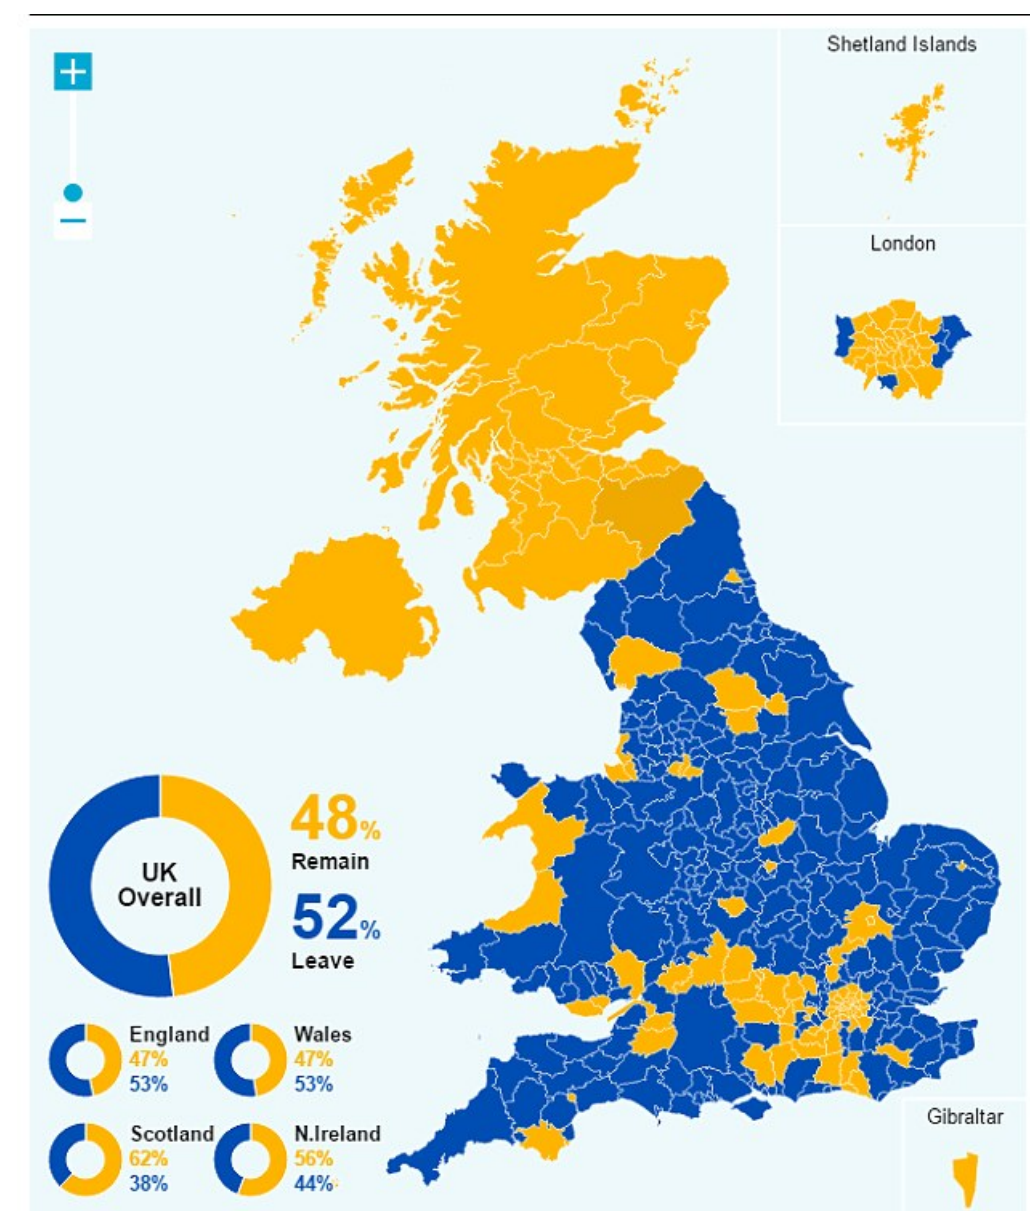 Shetland Islands
London
48%
Remain
UK
Overall
52%
Leave
England
47%
53%
Wales
47%
53%
Scotland
62%
38%
N.Ireland
56%
44%
Gibraltar